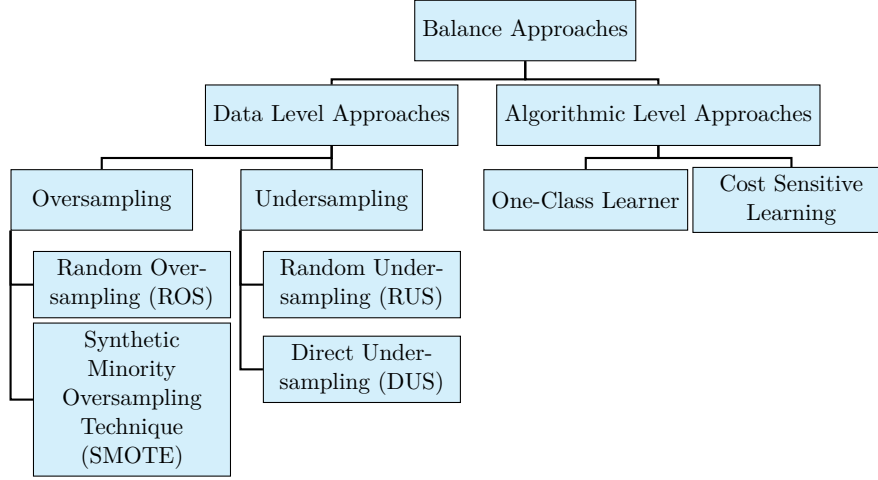 Balance Approaches
Data Level Approaches
Algorithmic Level Approaches
Oversampling
Undersampling
One-Class Learner
Cost Sensitive
Learning
Random Over-
sampling (ROS)
Random Under-
sampling (RUS)
Synthetic
Minority
Oversampling
Technique
(SMOTE)
Direct Under-
sampling (DUS)